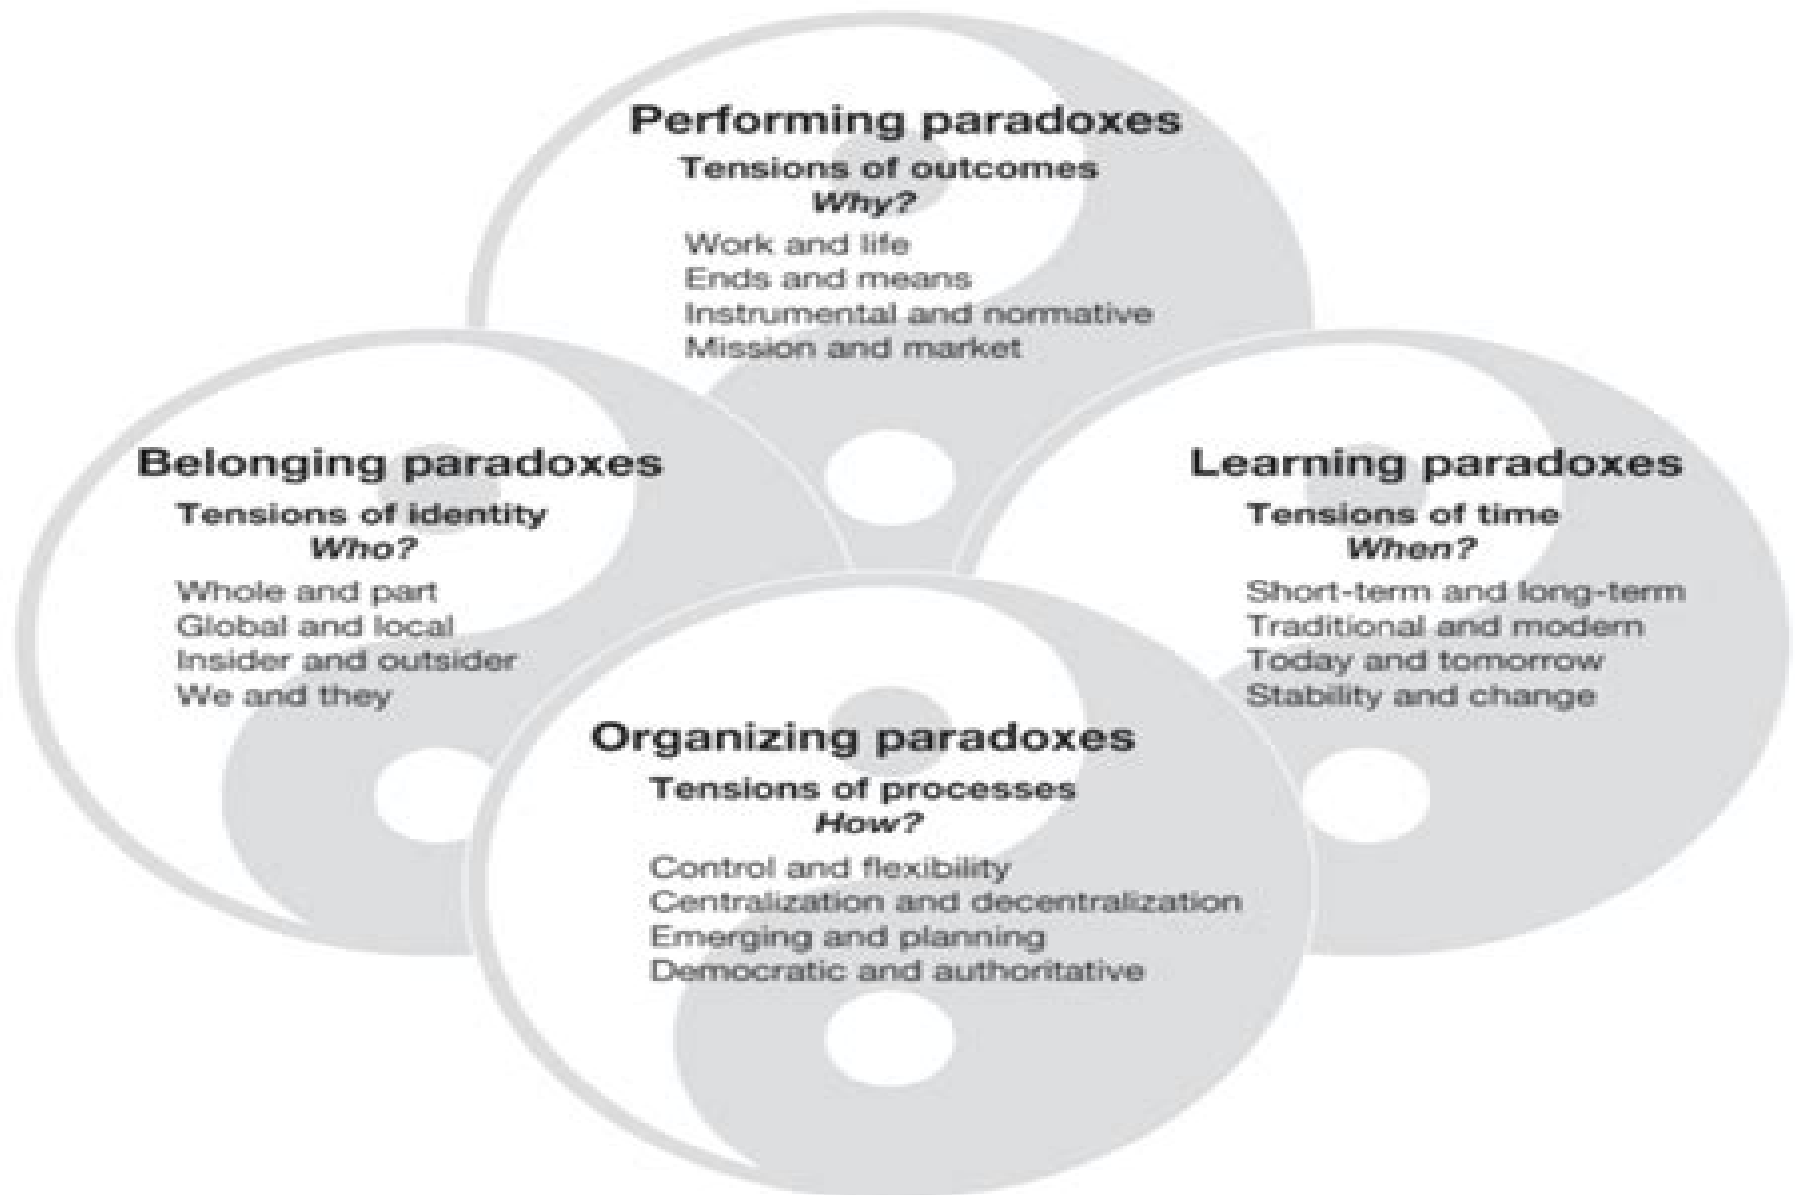 Performing paradoxes
Tensions of outcomes
Why?
Work and life
Ends and means
Instrumental and normative
Mission and market
Belonging paradoxes
Tensions of identity
Who?
Whole and part
Global and local
Insider and outsider
We and they
Learning paradoxes
Tensions of time
When?
Short-term and long-term
Traditional and modern
Today and tomorrow
Stability and change
Organizing paradoxes
Tensions of processes
How?
Control and flexibility
Centralization and decentralization
Emerging and planning
Democratic and authoritative